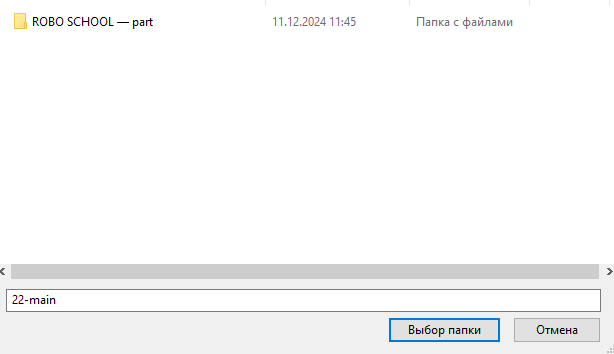 ROBO SCHOOL — part 11.12.2024 11:45 Папка с файлами
22-main
Выбор папки Отмена